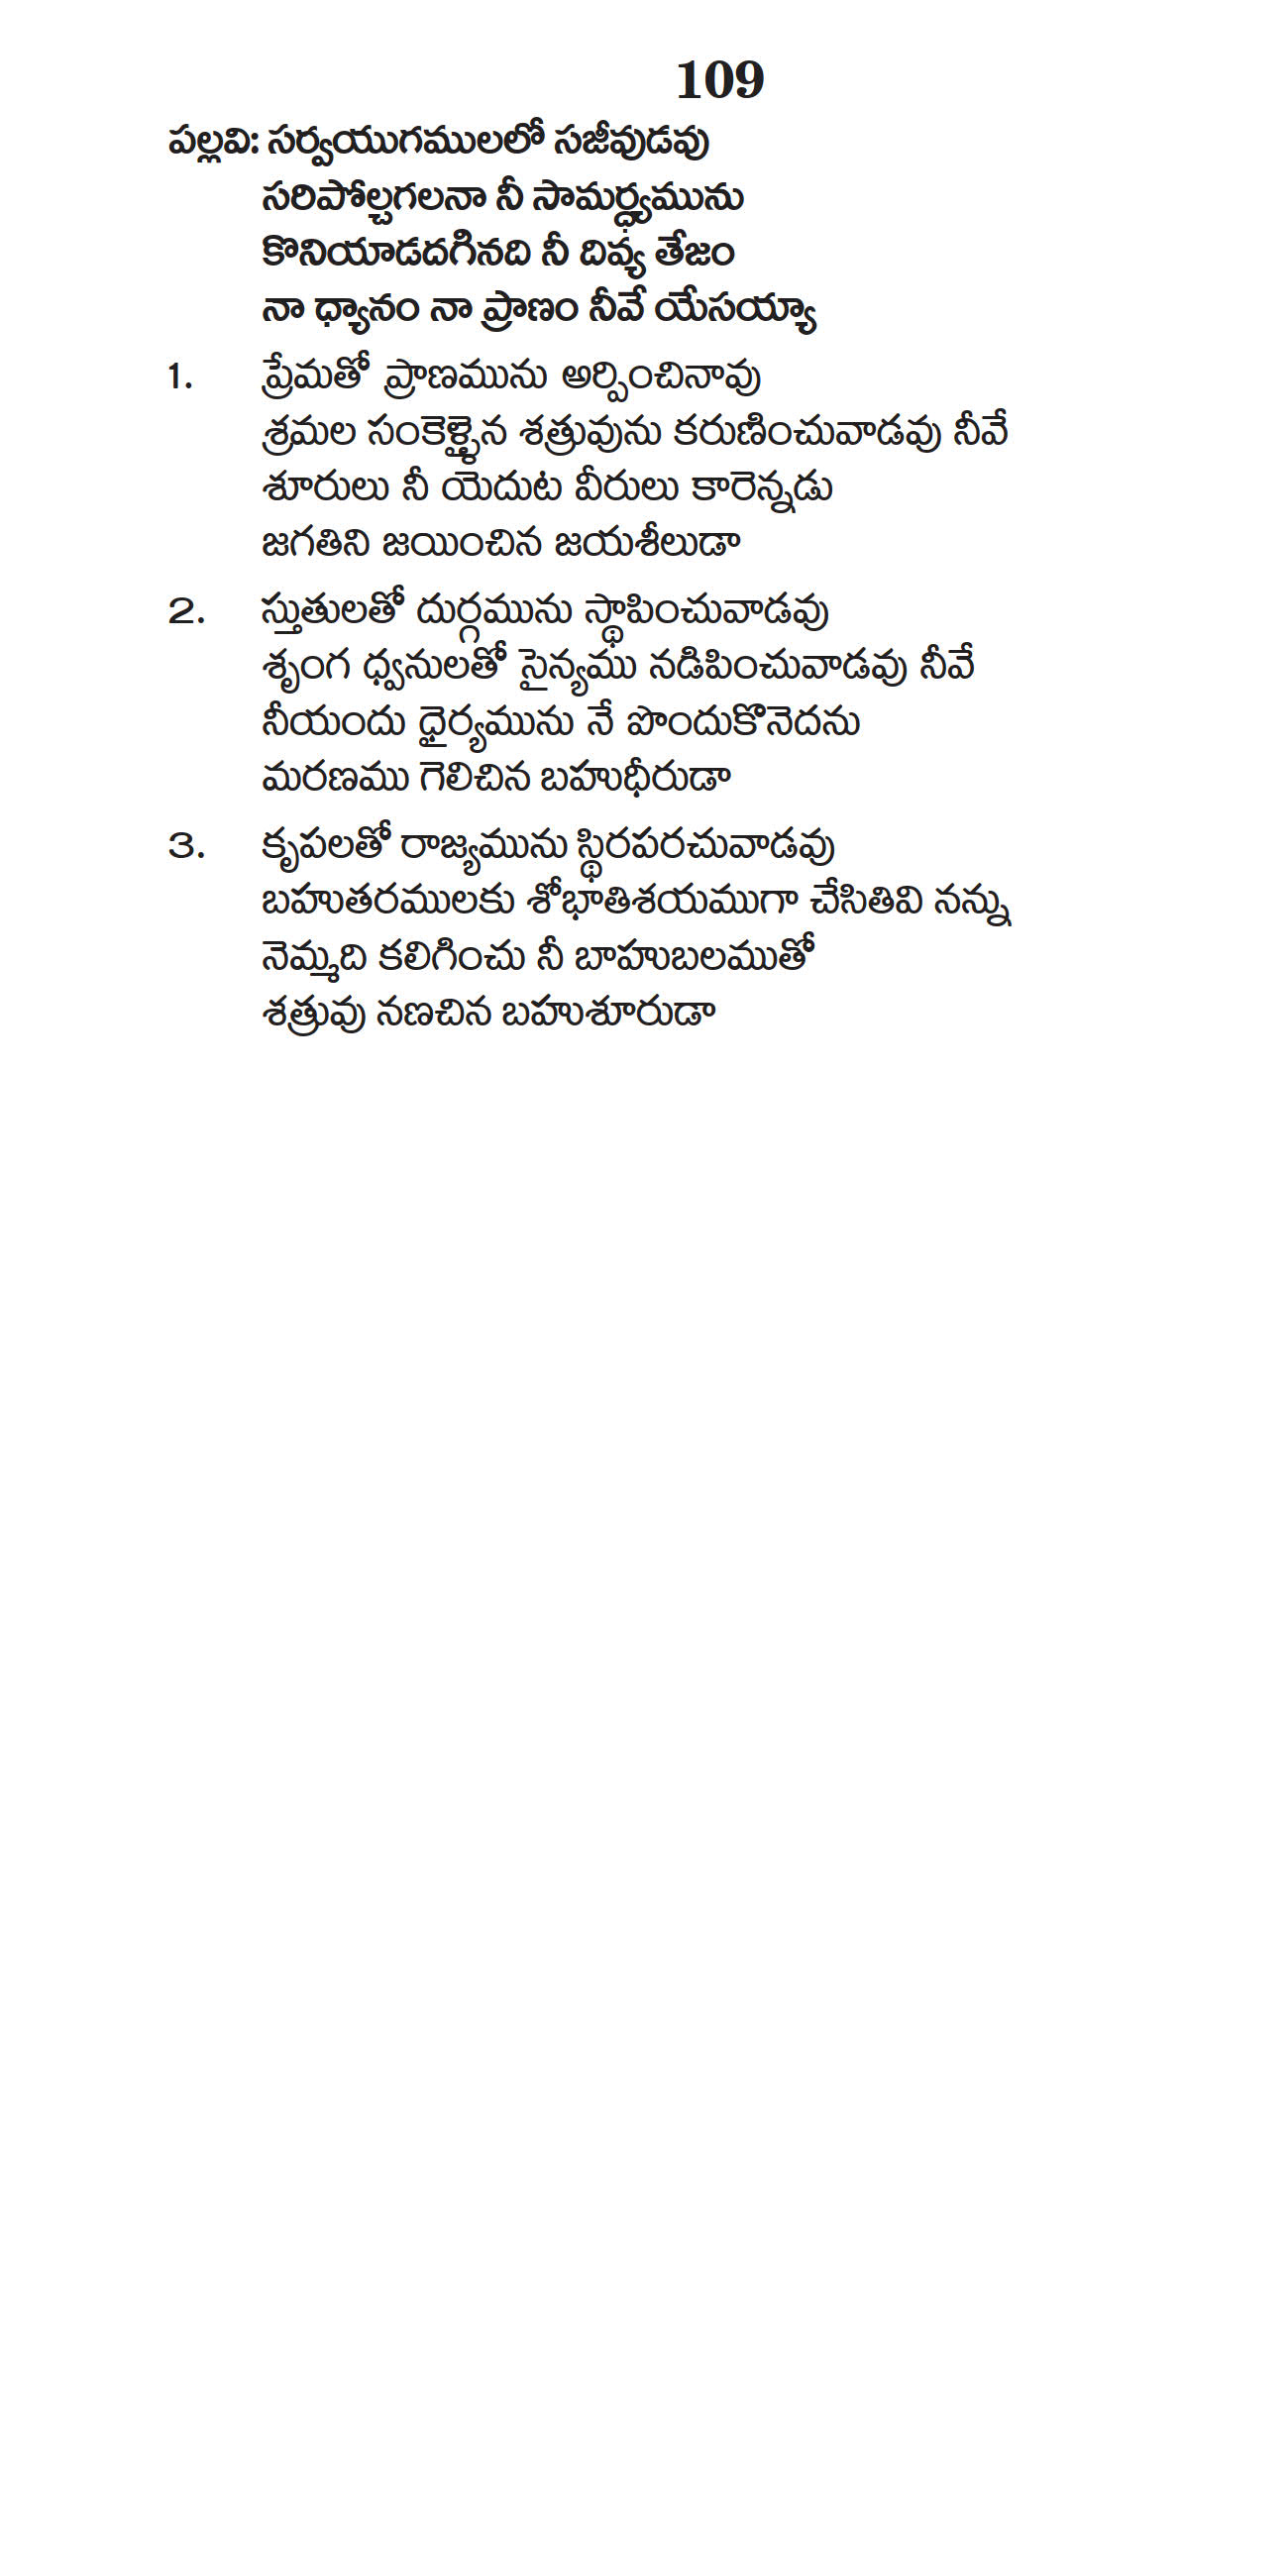 109
పల్లవి: సర్వయుగములలో సజీవుడవు
సరిపోల్చగలనా నీ సామర్ధ్యమును
కొనియాడదగినది నీ దివ్య తేజం
నా ధ్యానం నా ప్రాణం నీవే యేసయ్యా
1. ప్రేమతో ప్రాణమును అర్పించినావు
శ్రమల సంకెళ్ళైన శత్రువును కరుణించువాడవు నీవే
శూరులు నీ యెదుట వీరులు కారెన్నడు
జగతిని జయించిన జయశీలుడా
2. స్తుతులతో దుర్గమును స్థాపించువాడవు
శృంగ ధ్వనులతో సైన్యము నడిపించువాడవు నీవే
నీయందు ధైర్యమును నే పొందుకొనెదను
మరణము గెలిచిన బహుధీరుడా
3. కృపలతో రాజ్యమును స్థిరపరచువాడవు
బహుతరములకు శోభాతిశయముగా చేసితివి నన్ను
నెమ్మది కలిగించు నీ బాహుబలముతో
శత్రువు నణచిన బహుశూరుడా